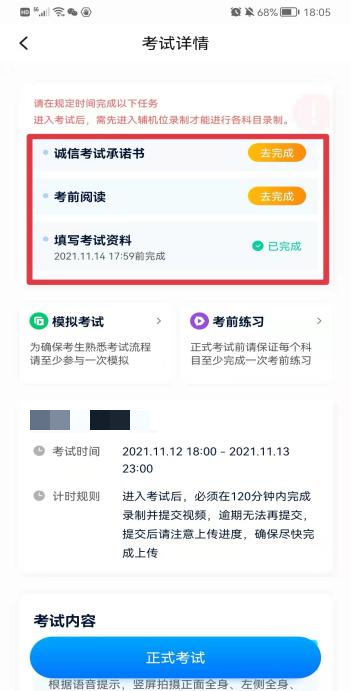 68% 18:05
考试详情
请在规定时间完成以下任务
进入考试后，需先进入辅机位录制才能进行各科目录制。
诚信考试承诺书 去完成
考前阅读 去完成
填写考试资料 已完成
2021.11.14 17:59前完成
模拟考试 考前练习
为确保考生熟悉考试流程 正式考试前请保证每个科
请至少参与一次模拟 目至少完成一次考前练习
考试时间 2021.11.12 18:00 - 2021.11.13
23:00
计时规则 进入考试后，必须在120分钟内完成
录制并提交视频，逾期无法再提交，
提交后请注意上传进度，确保尽快完
成上传
考试内容
正式考试
根据语音提示，竖屏拍摄正面全身、左侧全身、